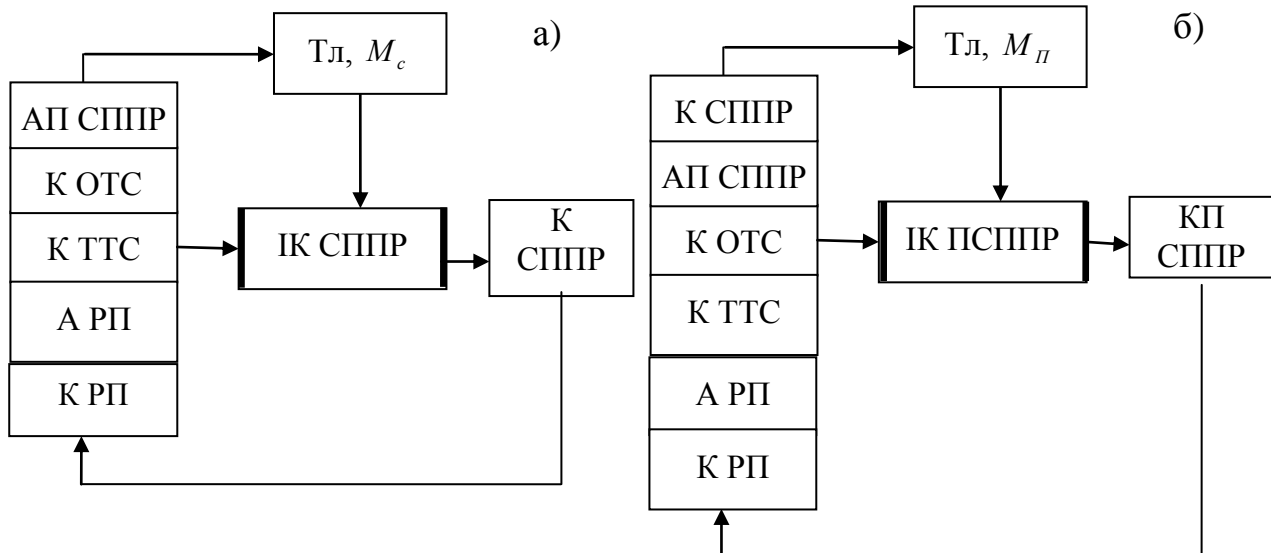 а)
Тл, M_c
АП СППР
К ОТС
К ТТС
А РП
К РП
ІК СППР
К
СППР
б)
Тл, M_П
К СППР
АП СППР
К ОТС
К ТТС
А РП
К РП
ІК ПСППР
КП
СППР